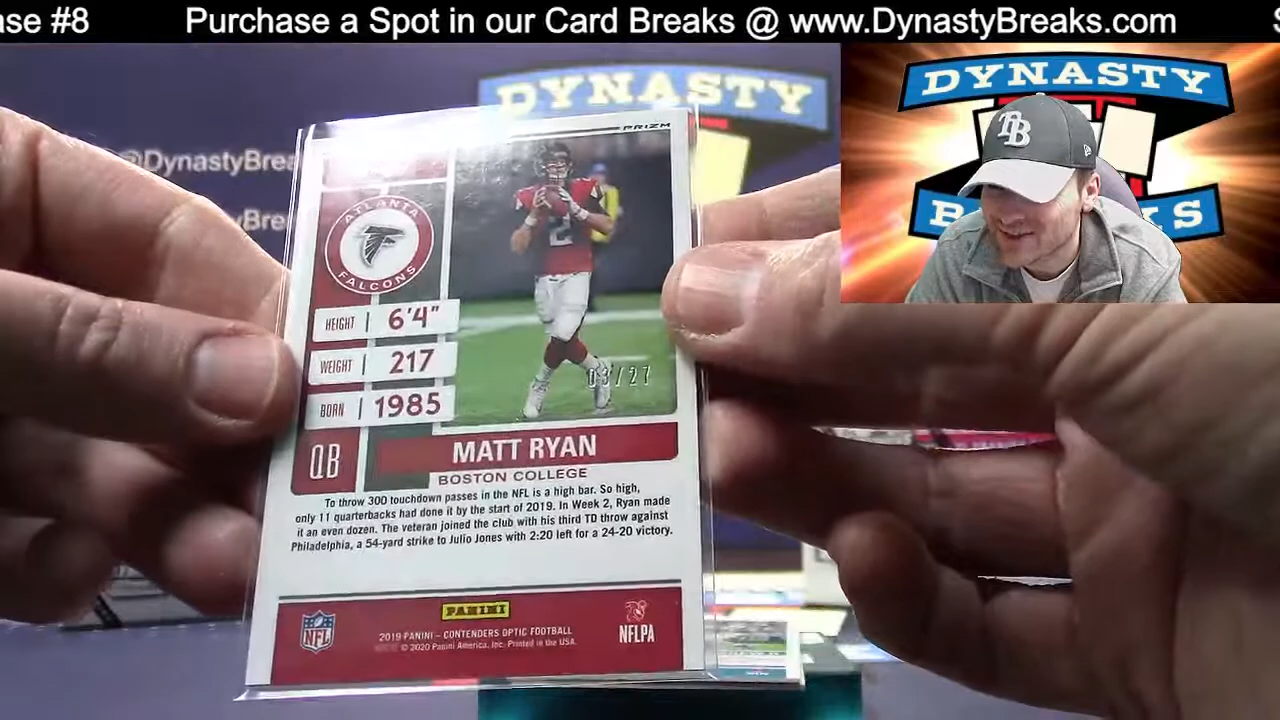 ase #8 Purchase a Spot in our Card Breaks @ www.DynastyBreaks.com S
DYNASTY
DYNASTY
@DynastyBrea
yBre
B KS
PRIZM
ATLANTA
FALCONS
HEIGHT 6'4"
WEIGHT 217
BORN 1985
2
03/27
QB
MATT RYAN
BOSTON COLLEGE
To throw 300 touchdown passes in the NFL is a high bar. So high,
only 11 quarterbacks had done it by the start of 2019. In Week 2, Ryan made
it an even dozen. The veteran joined the club with his third TD throw against
Philadelphia, a 54-yard strike to Julio Jones with 2:20 left for a 24-20 victory.
PANINI
NFL
2019 PANINI – CONTENDERS OPTIC FOOTBALL
© 2020 Panini America, Inc. Printed in the USA.
NFLPA
TB